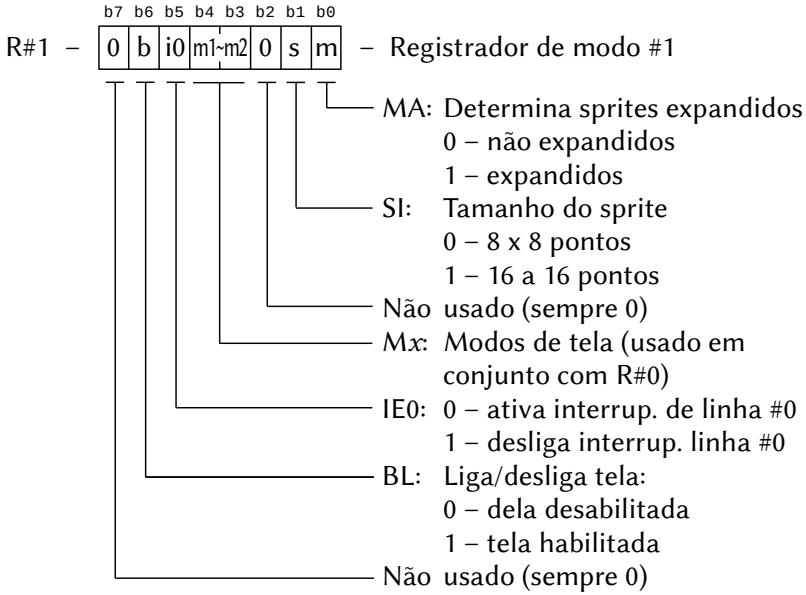 b7 b6 b5 b4 b3 b2 b1 b0
R#1 – 0 b i0 m1~m2 0 s m – Registrador de modo #1
MA: Determina sprites expandidos
0 – não expandidos
1 – expandidos
SI: Tamanho do sprite
0 – 8 x 8 pontos
1 – 16 a 16 pontos
Não usado (sempre 0)
Mx: Modos de tela (usado em
conjunto com R#0)
IE0: 0 – ativa interrup. de linha #0
1 – desliga interrup. linha #0
BL: Liga/desliga tela:
0 – dela desabilitada
1 – tela habilitada
Não usado (sempre 0)